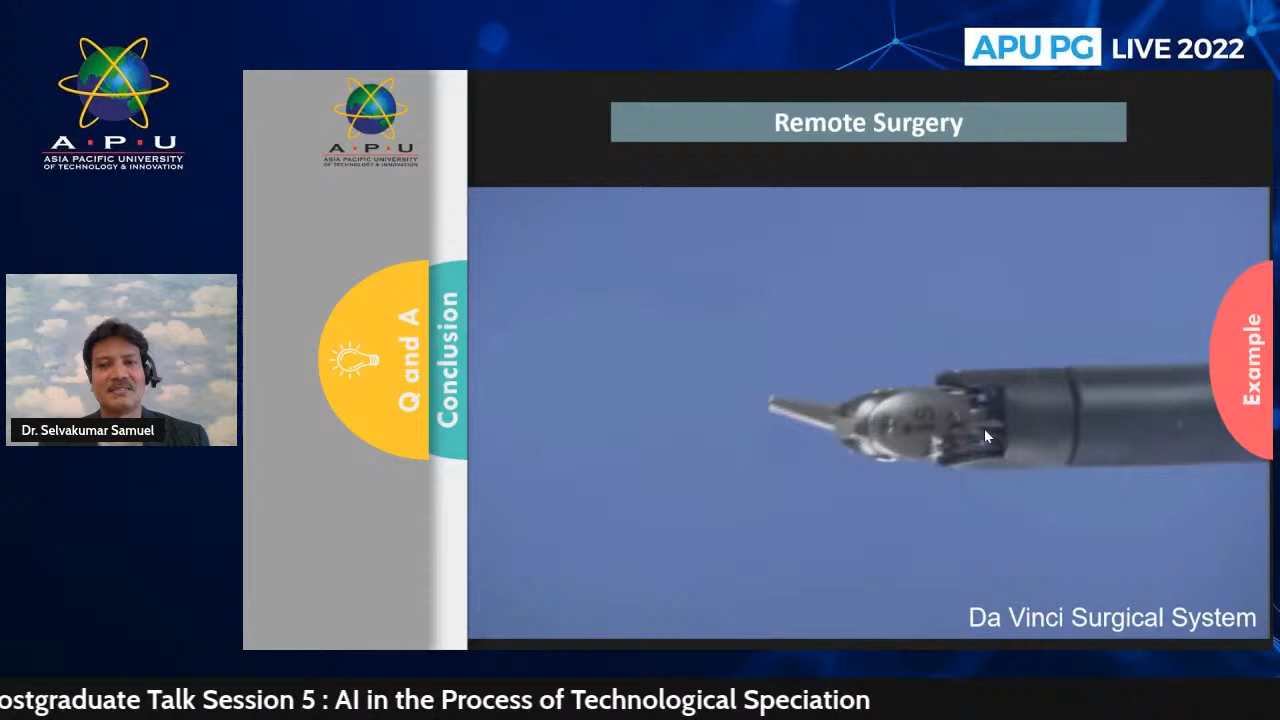 A·P·U
ASIA PACIFIC UNIVERSITY
OF TECHNOLOGY & INNOVATION
APU PG LIVE 2022
A·P·U
ASIA PACIFIC UNIVERSITY
OF TECHNOLOGY & INNOVATION
Remote Surgery
Q and A
Conclusion
Example
Dr. Selvakumar Samuel
Da Vinci Surgical System
ostgraduate Talk Session 5 : AI in the Process of Technological Speciation